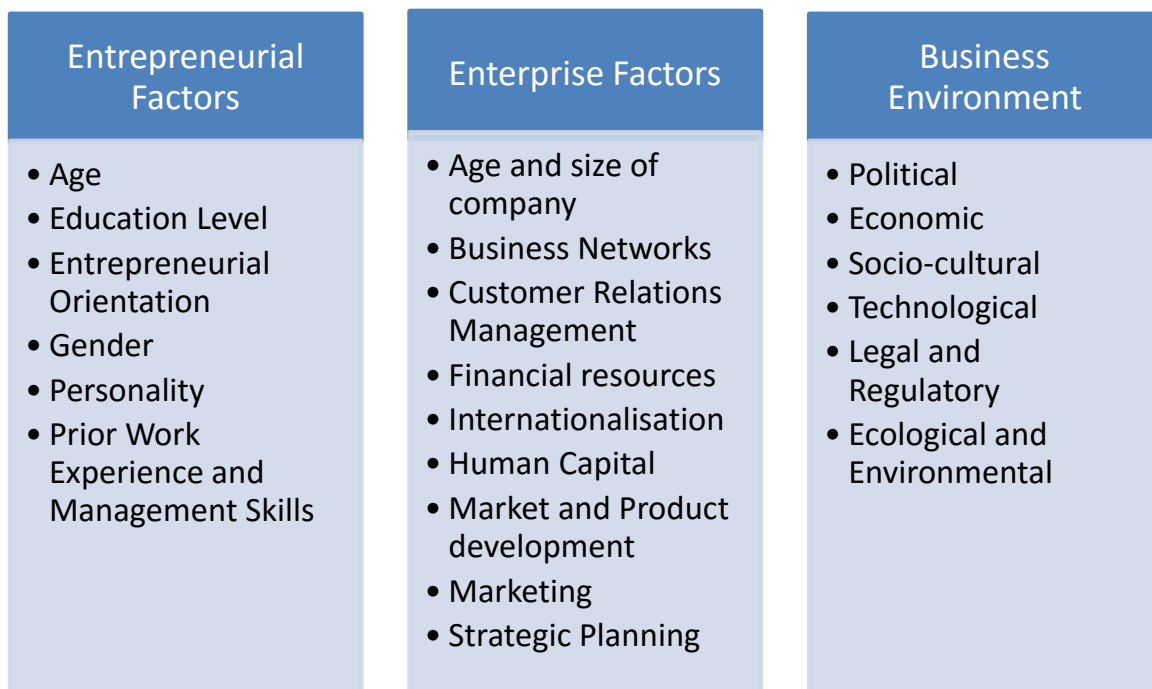 Entrepreneurial
Factors
• Age
• Education Level
• Entrepreneurial
Orientation
• Gender
• Personality
• Prior Work
Experience and
Management Skills
Enterprise Factors
• Age and size of
company
• Business Networks
• Customer Relations
Management
• Financial resources
• Internationalisation
• Human Capital
• Market and Product
development
• Marketing
• Strategic Planning
Business
Environment
• Political
• Economic
• Socio-cultural
• Technological
• Legal and
Regulatory
• Ecological and
Environmental